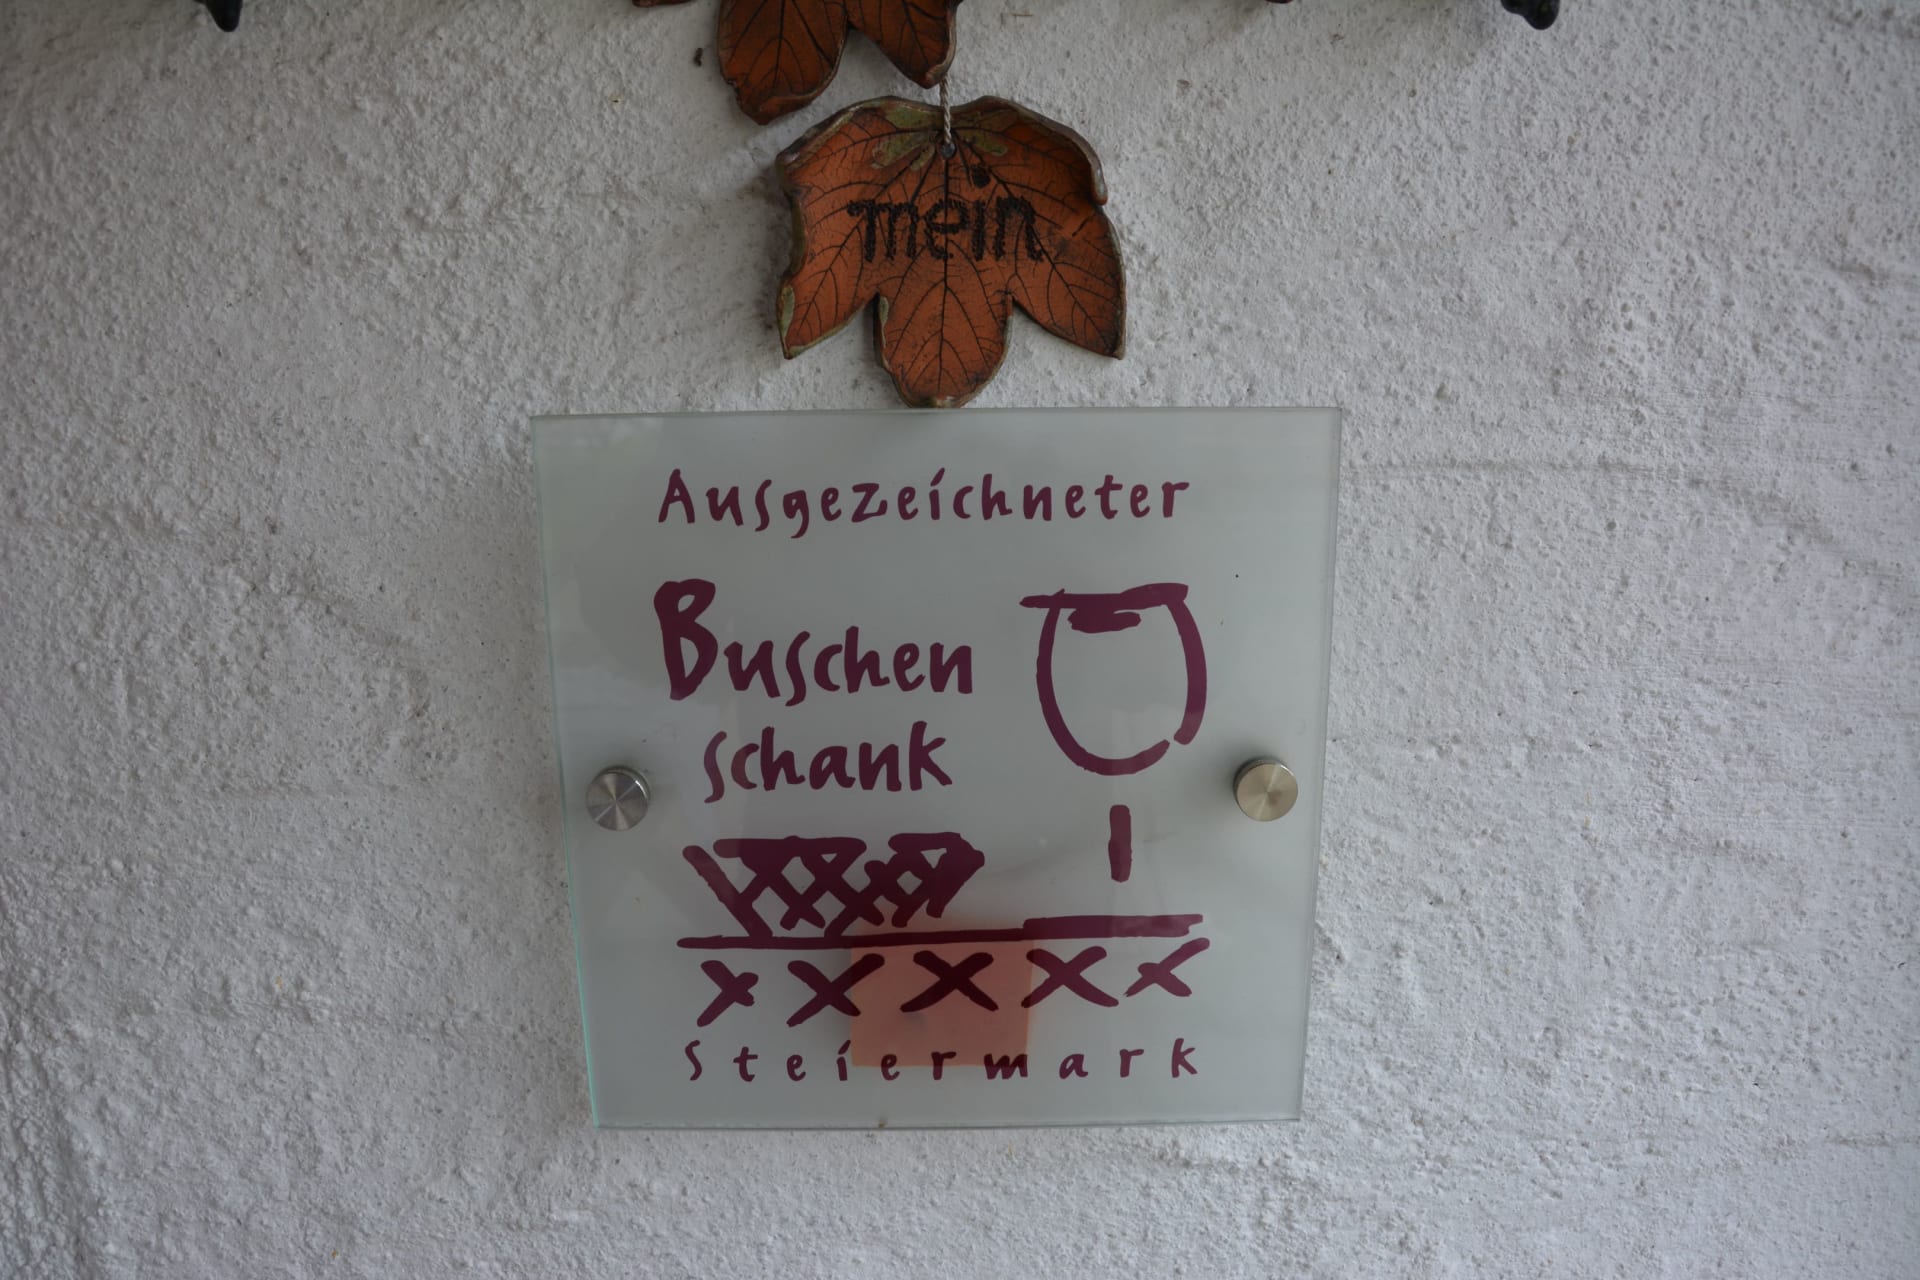 mein
Ausgezeichneter
Buschen
schank
Steiermark